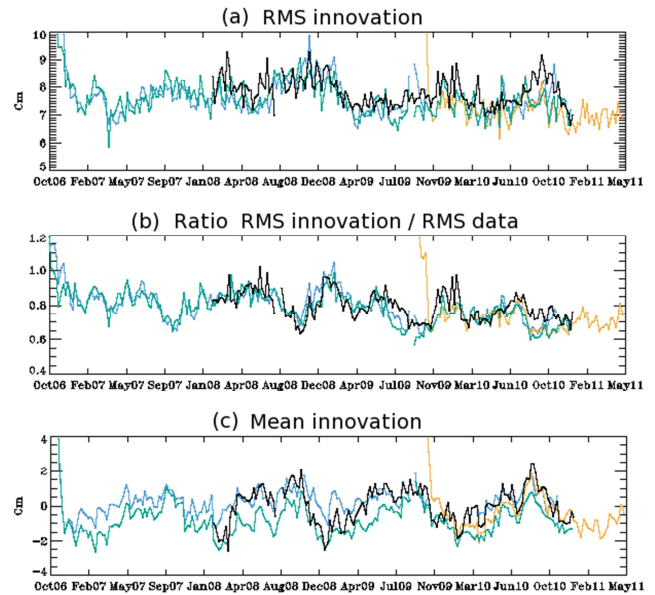 (a) RMS innovation
10
9
8
7
6
5
Cm
Oct06 Feb07 May07 Sep07 Jan08 Apr08 Aug08 Dec08 Apr09 Jul09 Nov09 Mar10 Jun10 Oct10 Feb11 May11
(b) Ratio RMS innovation / RMS data
1.2
1.0
0.8
0.6
0.4
Oct06 Feb07 May07 Sep07 Jan08 Apr08 Aug08 Dec08 Apr09 Jul09 Nov09 Mar10 Jun10 Oct10 Feb11 May11
(c) Mean innovation
4
2
0
-2
-4
Cm
Oct06 Feb07 May07 Sep07 Jan08 Apr08 Aug08 Dec08 Apr09 Jul09 Nov09 Mar10 Jun10 Oct10 Feb11 May11